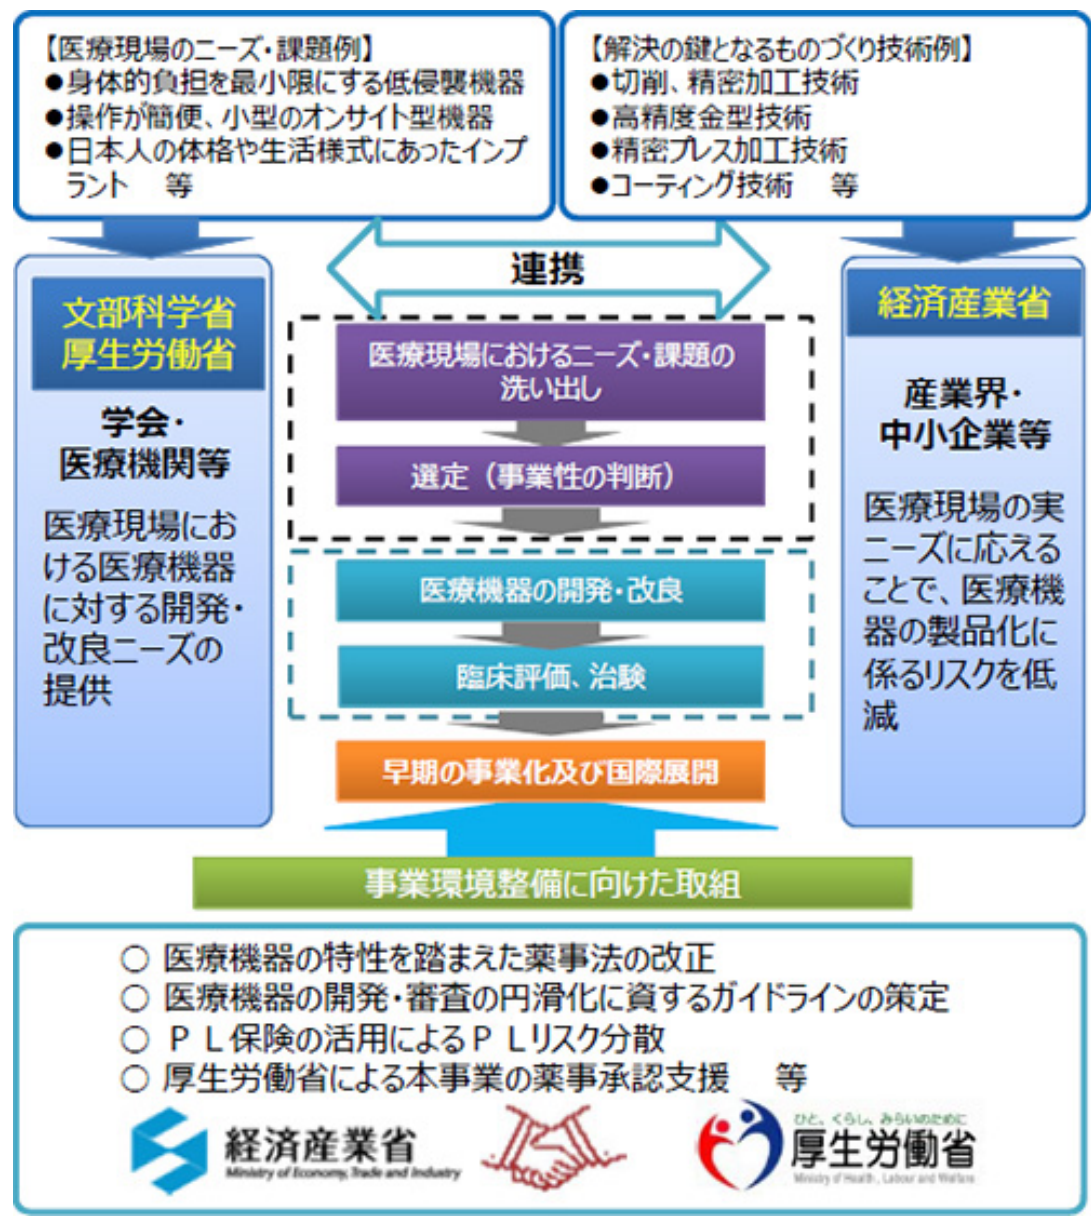 【医療現場のニーズ・課題例】
●身体的負担を最小限にする低侵襲機器
●操作が簡便、小型のオンサイト型機器
●日本人の体格や生活様式にあったインプ
ラント　等
【解決の鍵となるものづくり技術例】
●切削、精密加工技術
●高精度金型技術
●精密プレス加工技術
●コーティング技術　等
連携
文部科学省
厚生労働省
学会・
医療機関等
医療現場にお
ける医療機器
に対する開発・
改良ニーズの
提供
医療現場におけるニーズ・課題の
洗い出し
選定（事業性の判断）
医療機器の開発・改良
臨床評価、治験
早期の事業化及び国際展開
経済産業省
産業界・
中小企業等
医療現場の実
ニーズに応えるこ
とで、医療機
器の製品化に
係るリスクを低
減
事業環境整備に向けた取組
○ 医療機器の特性を踏まえた薬事法の改正
○ 医療機器の開発・審査の円滑化に資するガイドラインの策定
○ ＰＬ保険の活用によるＰＬリスク分散
○ 厚生労働省による本事業の薬事承認支援　等
経済産業省
Ministry of Economy, Trade and Industry
ひと、くらし、みらいのために
厚生労働省
Ministry of Health, Labour and Welfare